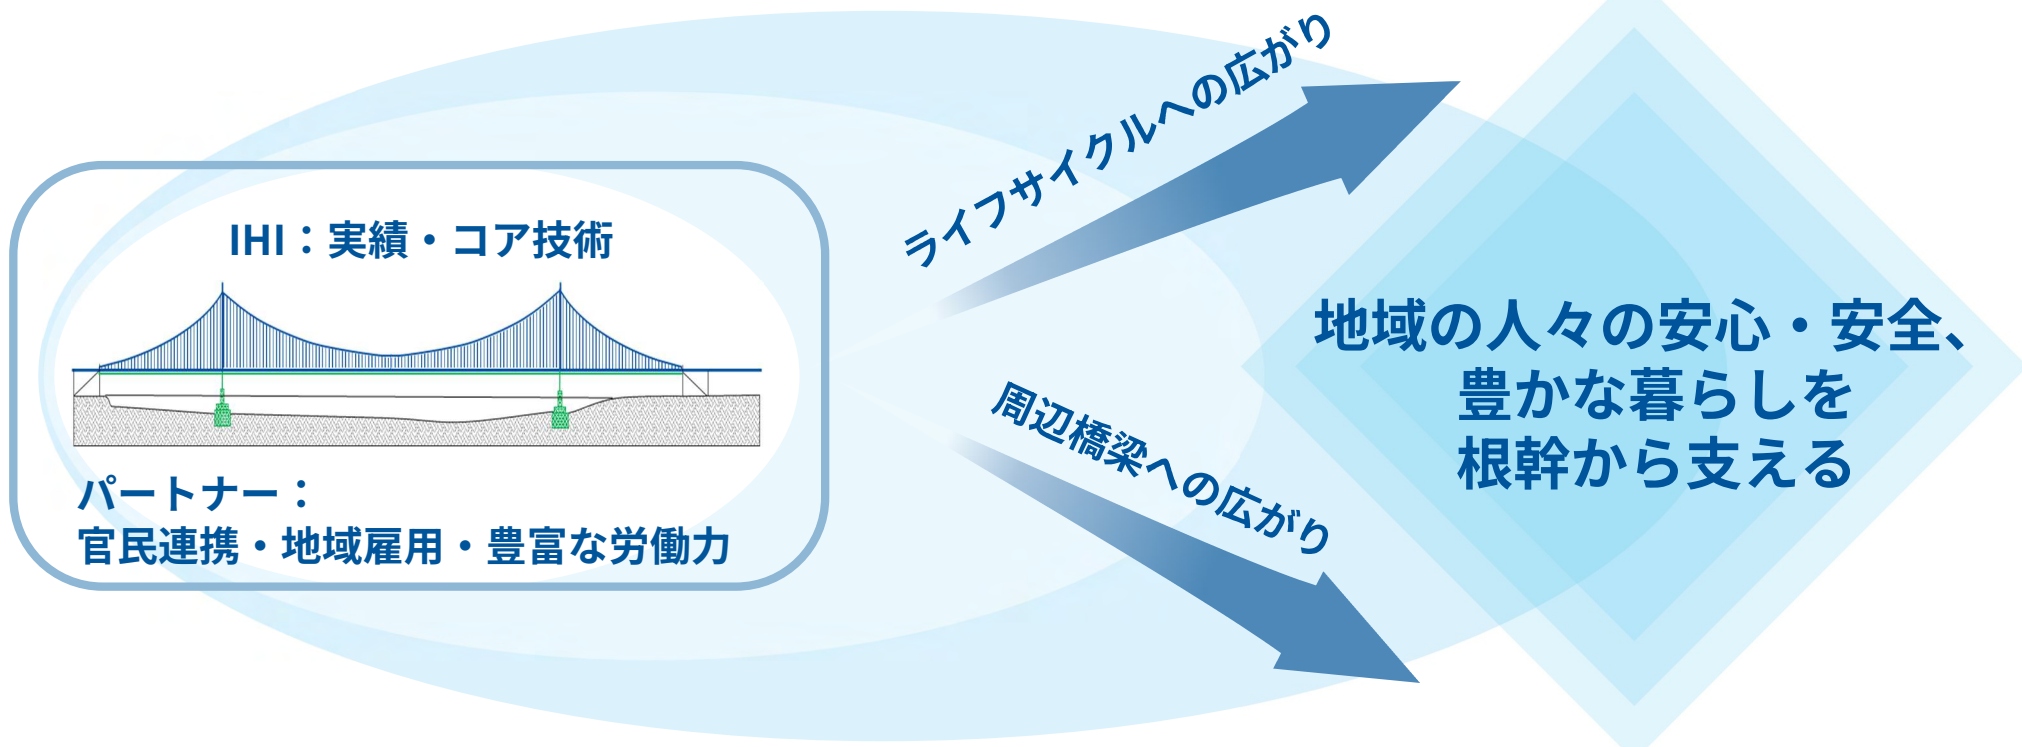 IHI：実績・コア技術
パートナー：
官民連携・地域雇用・豊富な労働力
ライフサイクルへの広がり
周辺橋梁への広がり
地域の人々の安心・安全、
豊かな暮らしを
根幹から支える